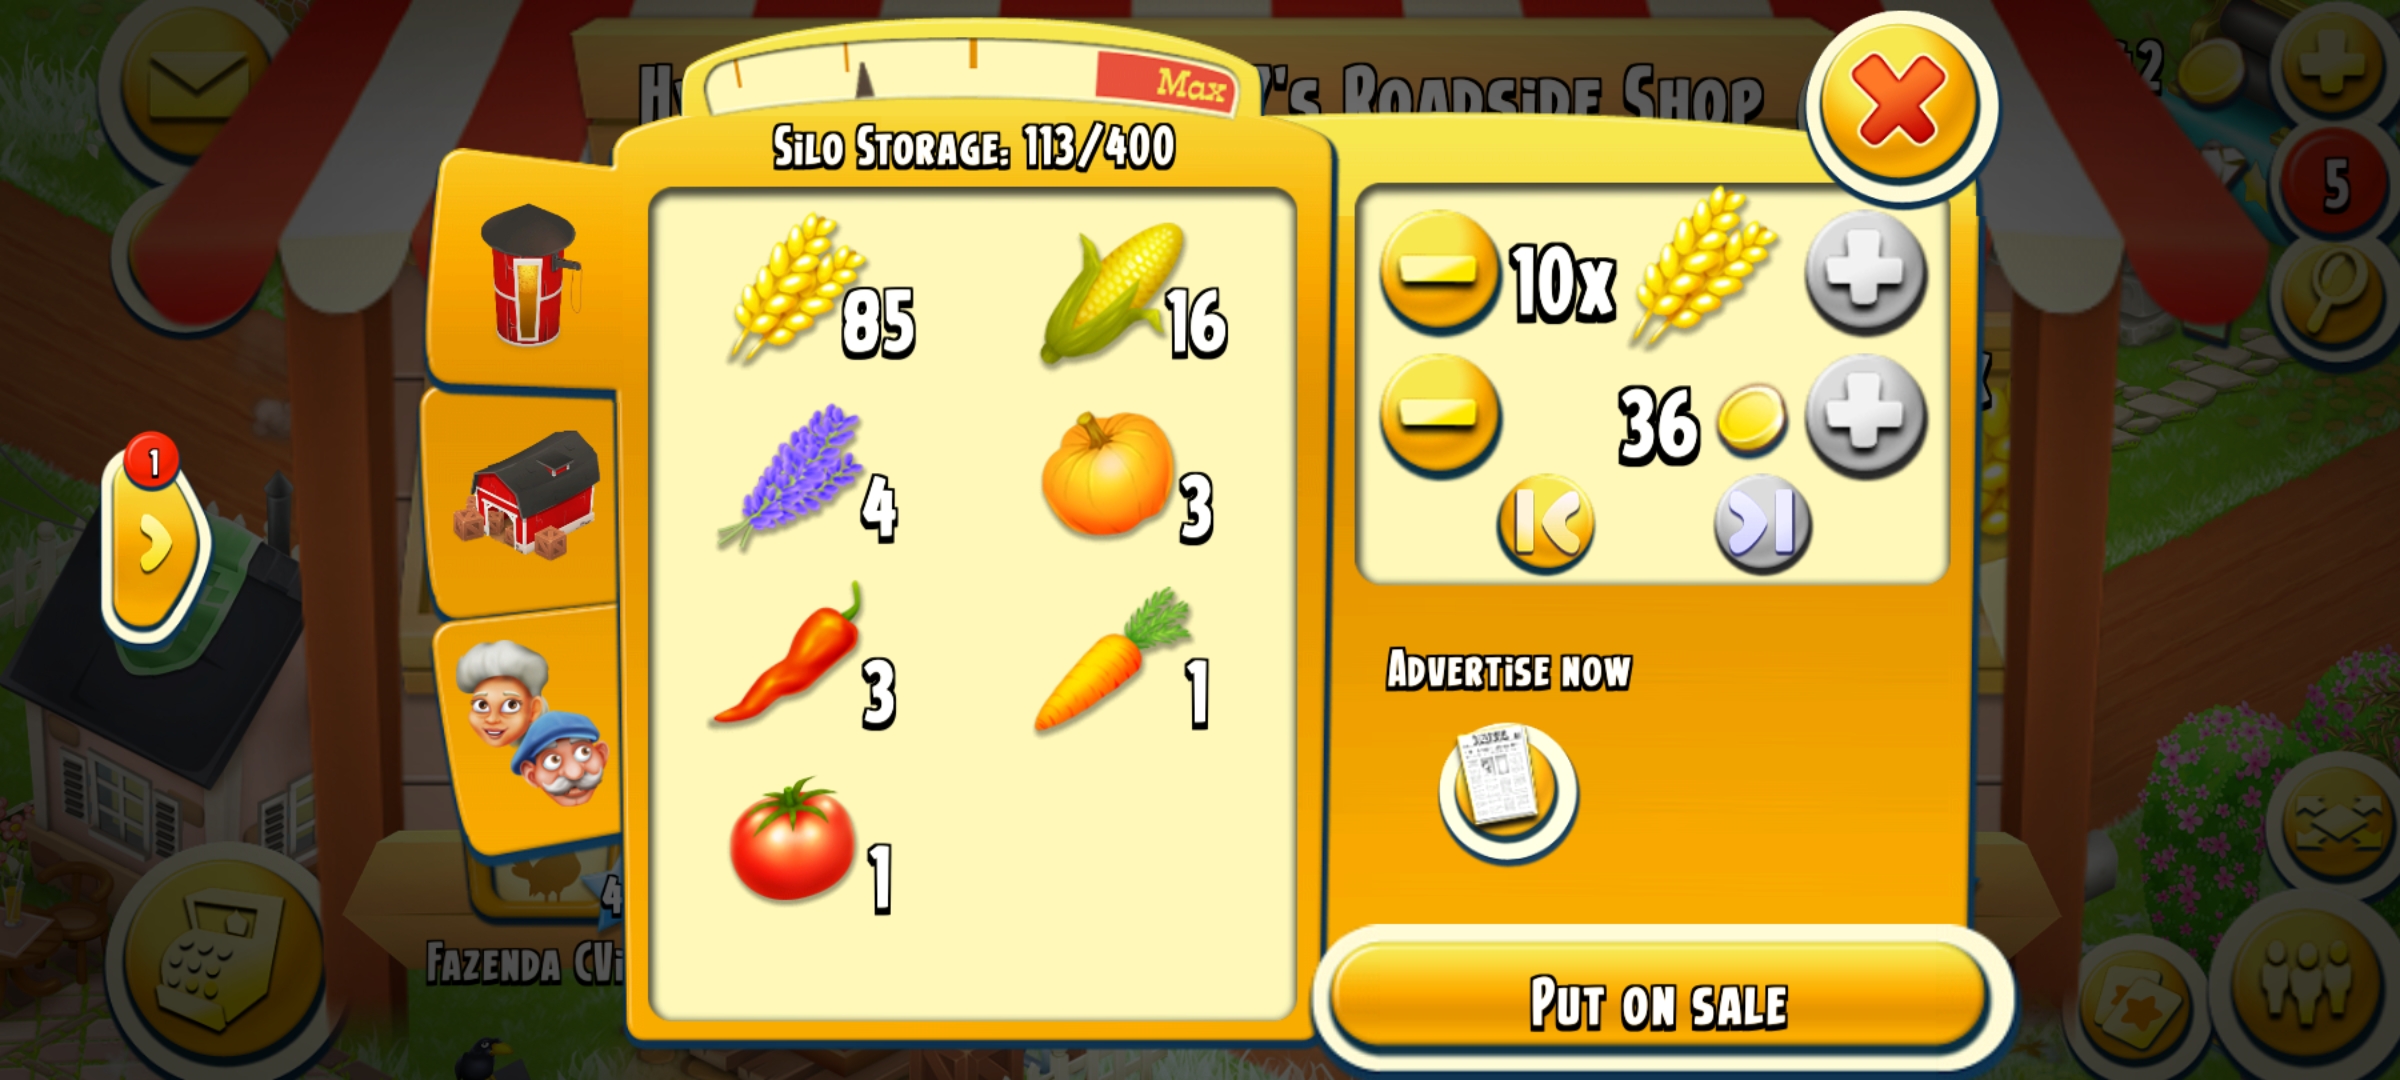 's Roadside Shop
Max
Silo Storage: 113/400
5
85
16
10x
36
1
4
3
3
1
Advertise now
1
Fazenda CVi
Put on sale